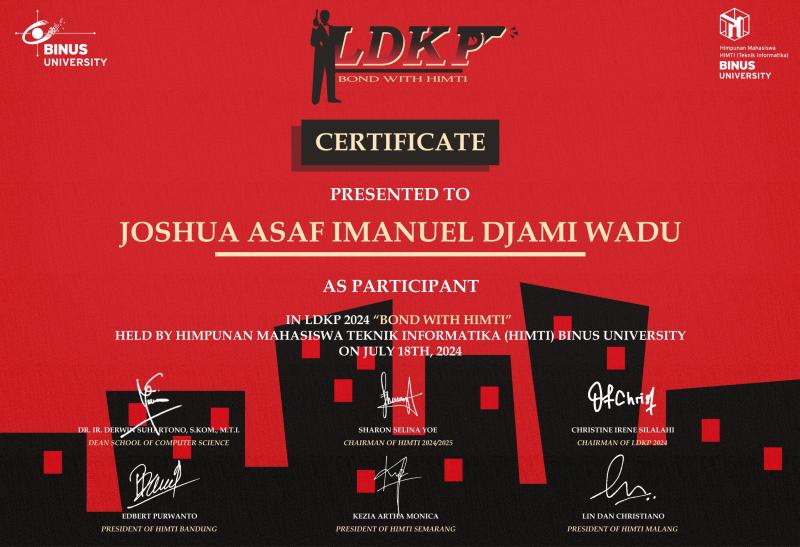 BINUS
UNIVERSITY
LDKP
BOND WITH HIMTI
Himpunan Mahasiswa
HIMTI (Teknik Informatika)
BINUS
UNIVERSITY
CERTIFICATE
PRESENTED TO
JOSHUA ASAF IMANUEL DJAMI WADU
AS PARTICIPANT
IN LDKP 2024 “BOND WITH HIMTI”
HELD BY HIMPUNAN MAHASISWA TEKNIK INFORMATIKA (HIMTI) BINUS UNIVERSITY
ON JULY 18TH, 2024
DR. IR. DERWIN SUHARTONO, S.KOM., M.T.I.
DEAN SCHOOL OF COMPUTER SCIENCE
SHARON SELINA YOE
CHAIRMAN OF HIMTI 2024/2025
CHRISTINE IRENE SILALAHI
CHAIRMAN OF LDKP 2024
EDBERT PURWANTO
PRESIDENT OF HIMTI BANDUNG
KEZIA ARTHA MONICA
PRESIDENT OF HIMTI SEMARANG
LIN DAN CHRISTIANO
PRESIDENT OF HIMTI MALANG